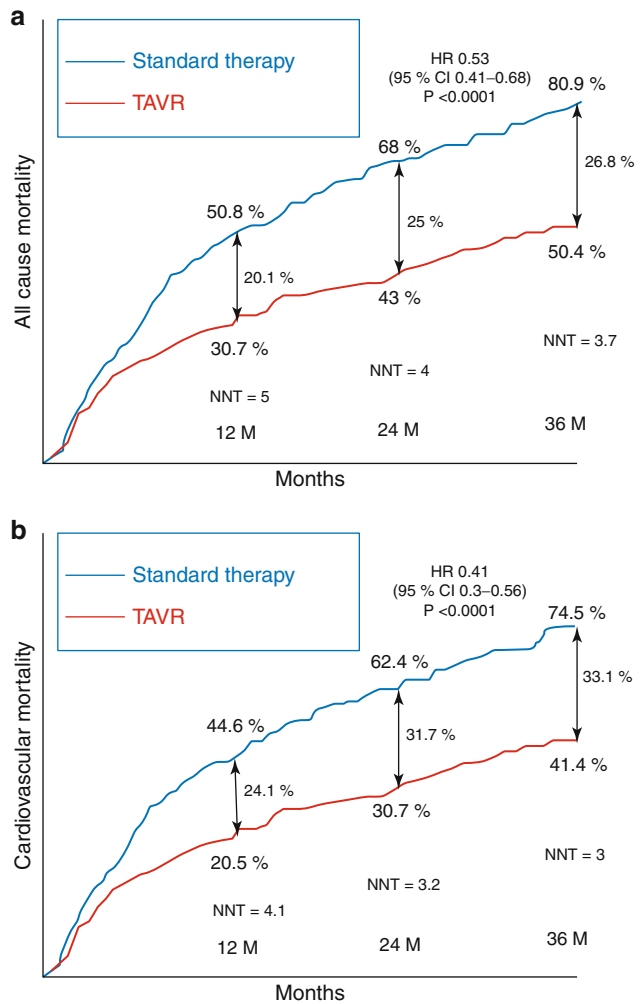 a
Standard therapy
TAVR
HR 0.53
(95 % CI 0.41–0.68)
P <0.0001
80.9 %
68 %
50.8 %
26.8 %
25 %
20.1 %
50.4 %
43 %
30.7 %
NNT = 3.7
NNT = 4
NNT = 5
36 M
24 M
12 M
All cause mortality
Months
b
Standard therapy
TAVR
HR 0.41
(95 % CI 0.3–0.56)
P <0.0001
74.5 %
62.4 %
44.6 %
33.1 %
31.7 %
24.1 %
41.4 %
30.7 %
20.5 %
NNT = 3
NNT = 3.2
NNT = 4.1
36 M
24 M
12 M
Cardiovascular mortality
Months